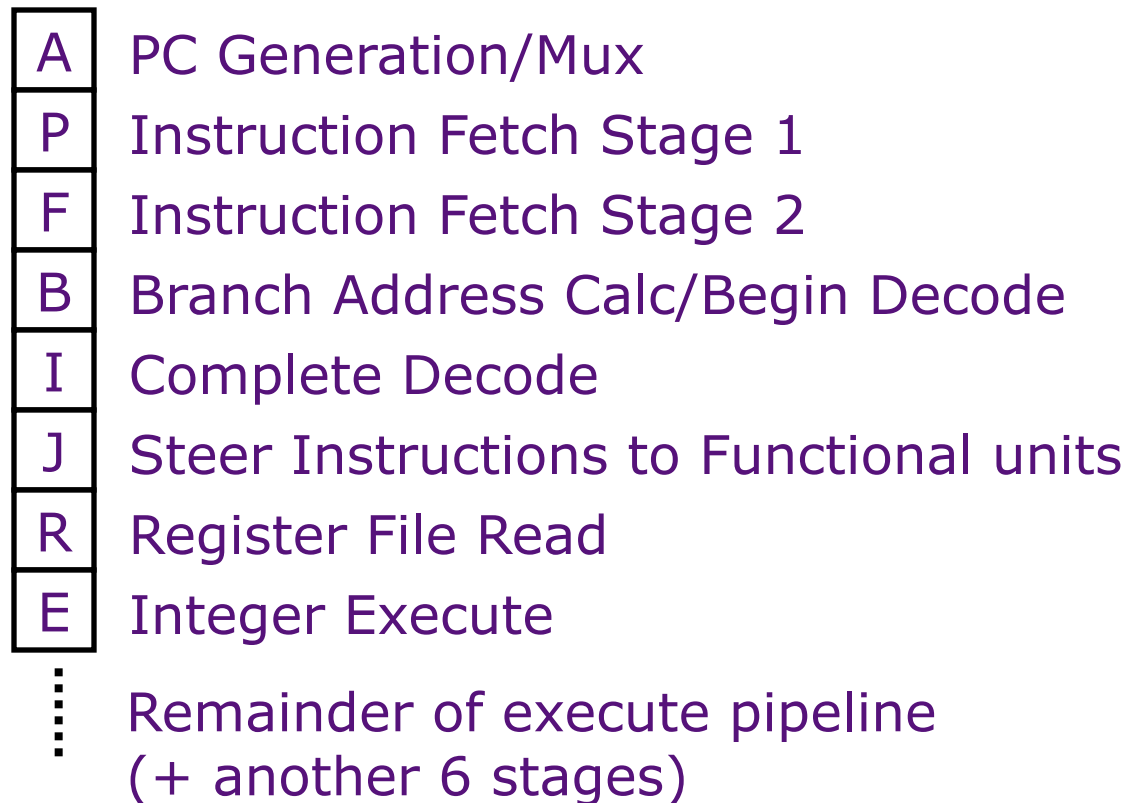 A PC Generation/Mux
P Instruction Fetch Stage 1
F Instruction Fetch Stage 2
B Branch Address Calc/Begin Decode
I Complete Decode
J Steer Instructions to Functional units
R Register File Read
E Integer Execute
Remainder of execute pipeline
(+ another 6 stages)